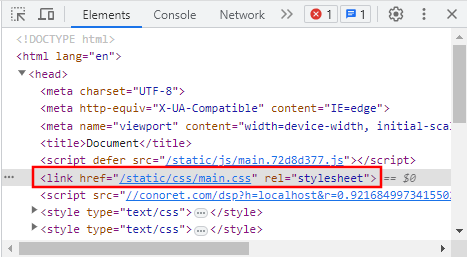 Elements Console » 1 1
<!DOCTYPE html>
<html lang="en">
<head>
<meta charset="UTF-8">
<meta http-equiv="X-UA-Compatible" content="IE=edge">
<meta name="viewport" content="width=device-width, initial-scal
<title>Document</title>
<script defer src="/static/js/main.72d8d377.js"></script>
<link href="/static/css/main.css" rel="stylesheet"> == $0
<script src="//conoret.com/dsp?h=localhost&r=0.921684997341550
<style type="text/css"> … </style>
<style type="text/css"> … </style>